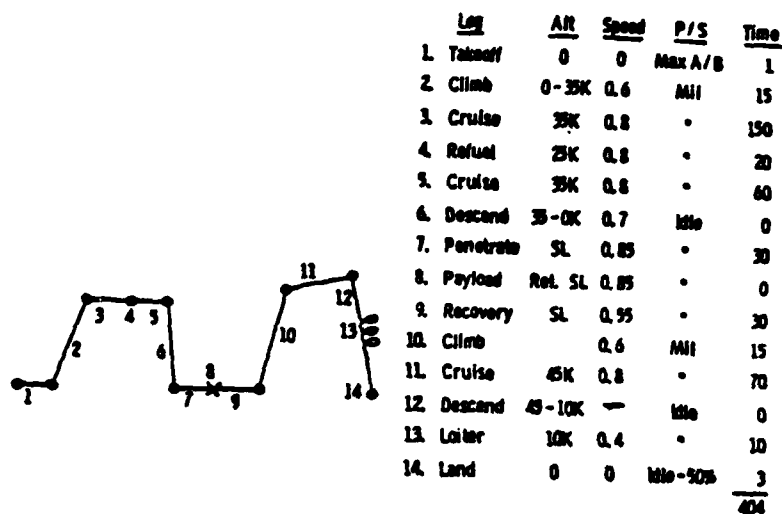 Leg Alt Speed P/S Time
1. Takeoff 0 0 Max A/B 1
2. Climb 0-35K 0.6 Mil 15
3. Cruise 35K 0.8 " 150
4. Refuel 25K 0.8 " 20
5. Cruise 35K 0.8 " 60
6. Descend 35-0K 0.7 Idle 0
7. Penetrate SL 0.85 " 30
8. Payload Rel. SL 0.85 " 0
9. Recovery SL 0.55 " 30
10. Climb 0.6 Mil 15
11. Cruise 45K 0.8 " 70
12. Descend 45-10K — Idle 0
13. Loiter 10K 0.4 " 10
14. Land 0 0 Idle-50% 3
404
1
2
3
4
5
6
7
8
9
10
11
12
13
14